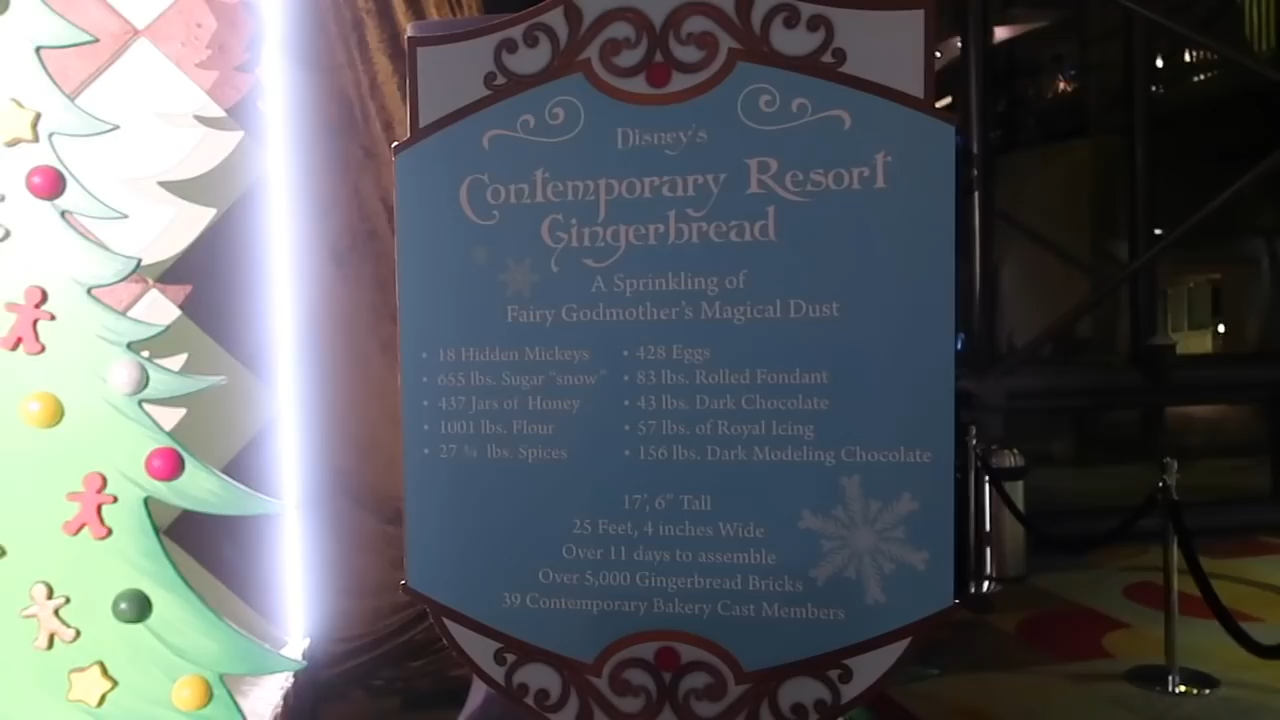 Disney's
Contemporary Resort
Gingerbread
A Sprinkling of
Fairy Godmother's Magical Dust
• 18 Hidden Mickeys
• 655 lbs. Sugar "snow"
• 437 Jars of Honey
• 1001 lbs. Flour
• 27 ¾ lbs. Spices
• 428 Eggs
• 83 lbs. Rolled Fondant
• 43 lbs. Dark Chocolate
• 57 lbs. of Royal Icing
• 156 lbs. Dark Modeling Chocolate
17', 6" Tall
25 Feet, 4 inches Wide
Over 11 days to assemble
Over 5,000 Gingerbread Bricks
39 Contemporary Bakery Cast Members